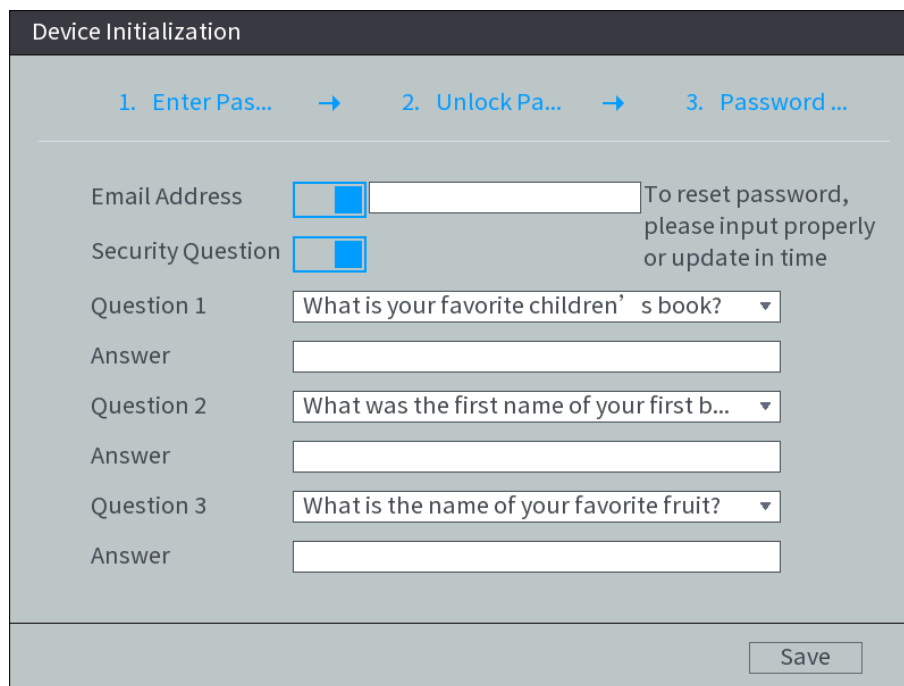 Device Initialization
1. Enter Pas... → 2. Unlock Pa... → 3. Password ...
Email Address
To reset password,
please input properly
or update in time
Security Question
Question 1 What is your favorite children’s book?
Answer
Question 2 What was the first name of your first b...
Answer
Question 3 What is the name of your favorite fruit?
Answer
Save